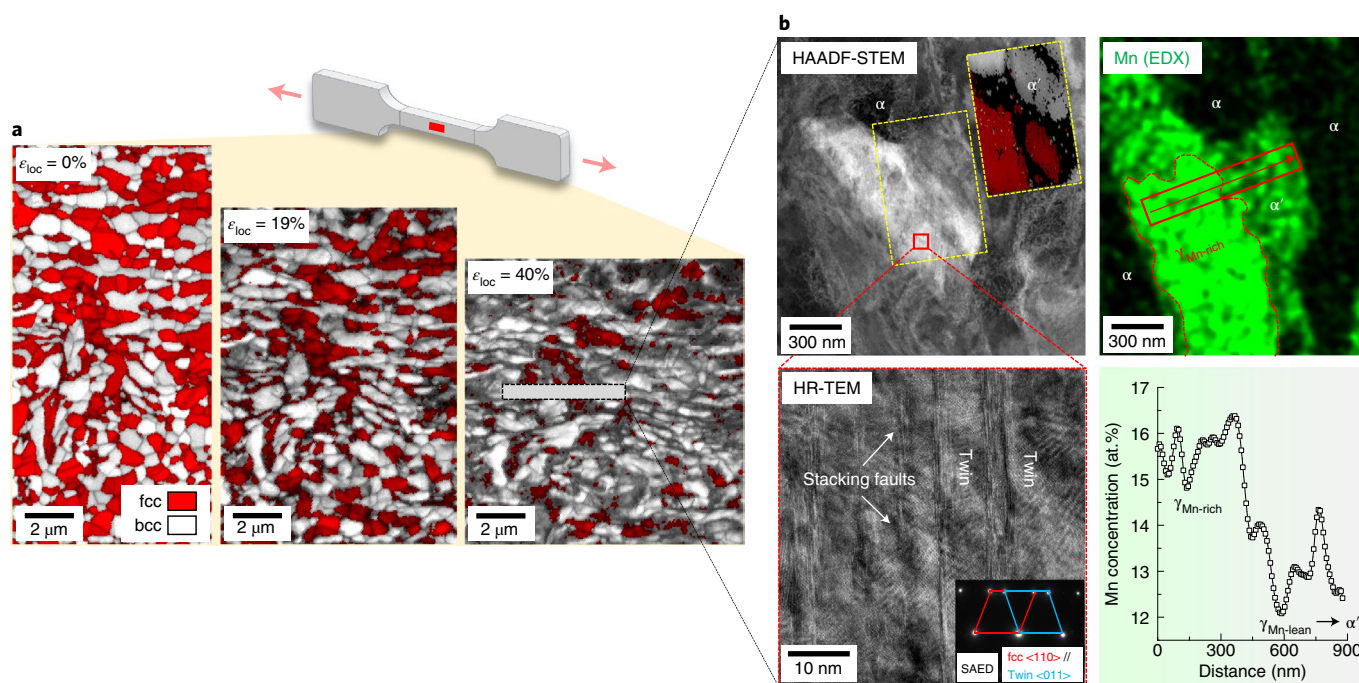 a
ε_loc = 0%
fcc
bcc
2 μm
ε_loc = 19%
2 μm
ε_loc = 40%
2 μm
b
HAADF-STEM
α
α′
300 nm
Mn (EDX)
α
α
α′
γ_Mn-rich
α
300 nm
HR-TEM
Stacking faults
Twin
Twin
10 nm
SAED
fcc <110> //
Twin <011>
Mn concentration (at.%)
17
16
15
14
13
12
γ_Mn-rich
γ_Mn-lean → α′
0 300 600 900
Distance (nm)